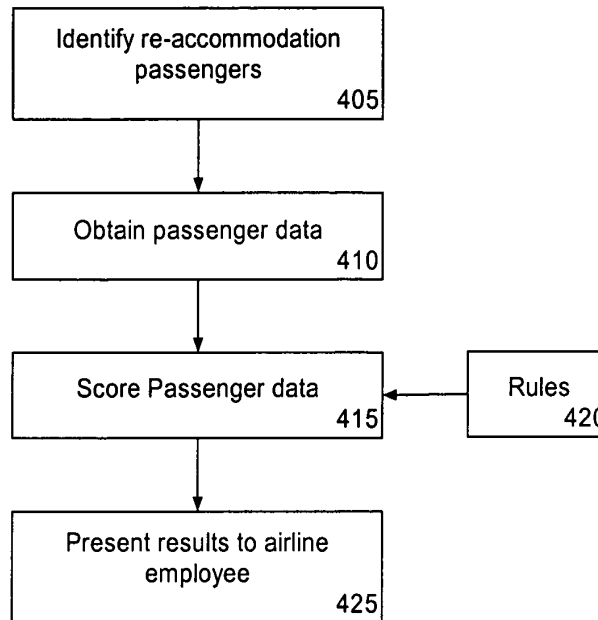 Identify re-accommodation
passengers
405
Obtain passenger data
410
Score Passenger data
415
Rules
420
Present results to airline
employee
425